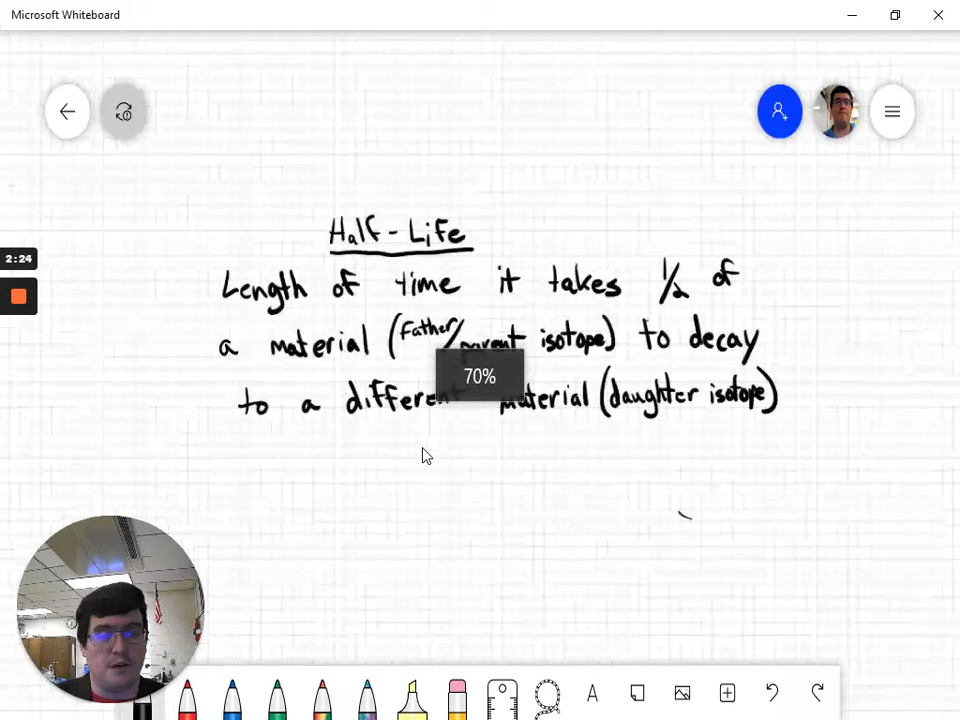 Microsoft Whiteboard
2:24
Half-Life
Length of time it takes 1/2 of
a material (Father/parent isotope) to decay
70%
to a different material (daughter isotope)
A